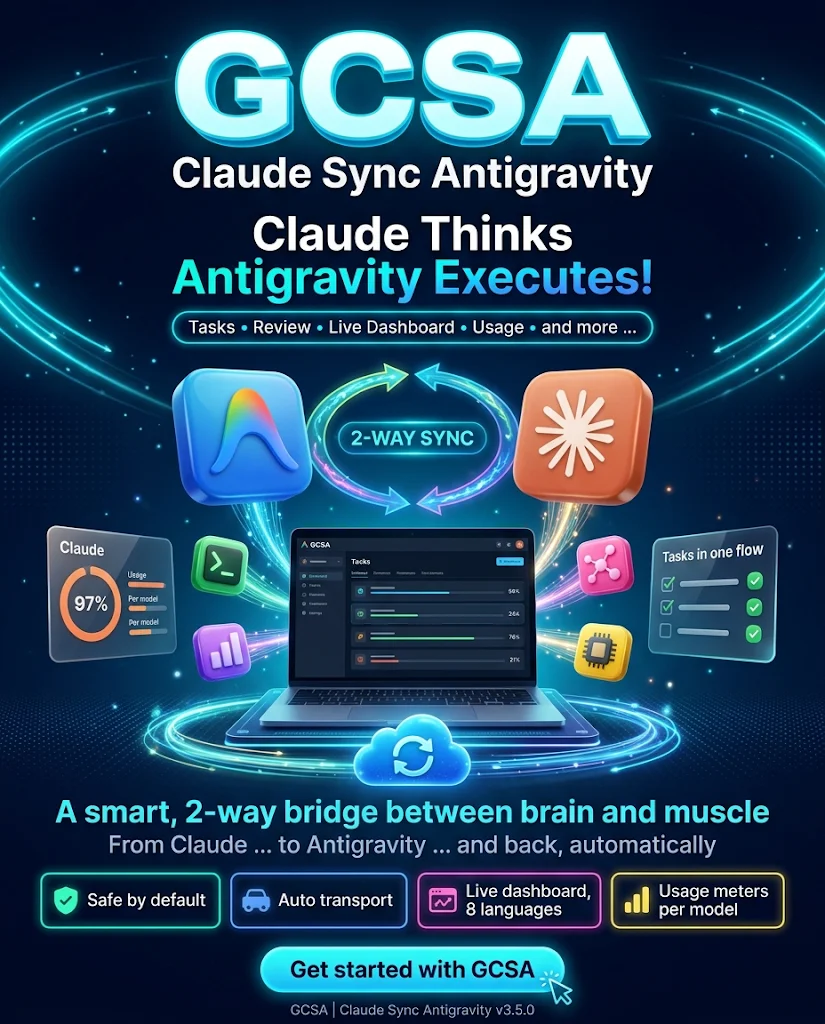 GCSA
Claude Sync Antigravity
Claude Thinks
Antigravity Executes!
Tasks • Review • Live Dashboard • Usage • and more ...
2-WAY SYNC
Claude
97%
Usage
Per model
Per model
GCSA
Tacks
Tasks in one flow
A smart, 2-way bridge between brain and muscle
From Claude ... to Antigravity ... and back, automatically
Safe by default
Auto transport
Live dashboard,
8 languages
Usage meters
per model
Get started with GCSA
GCSA | Claude Sync Antigravity v3.5.0